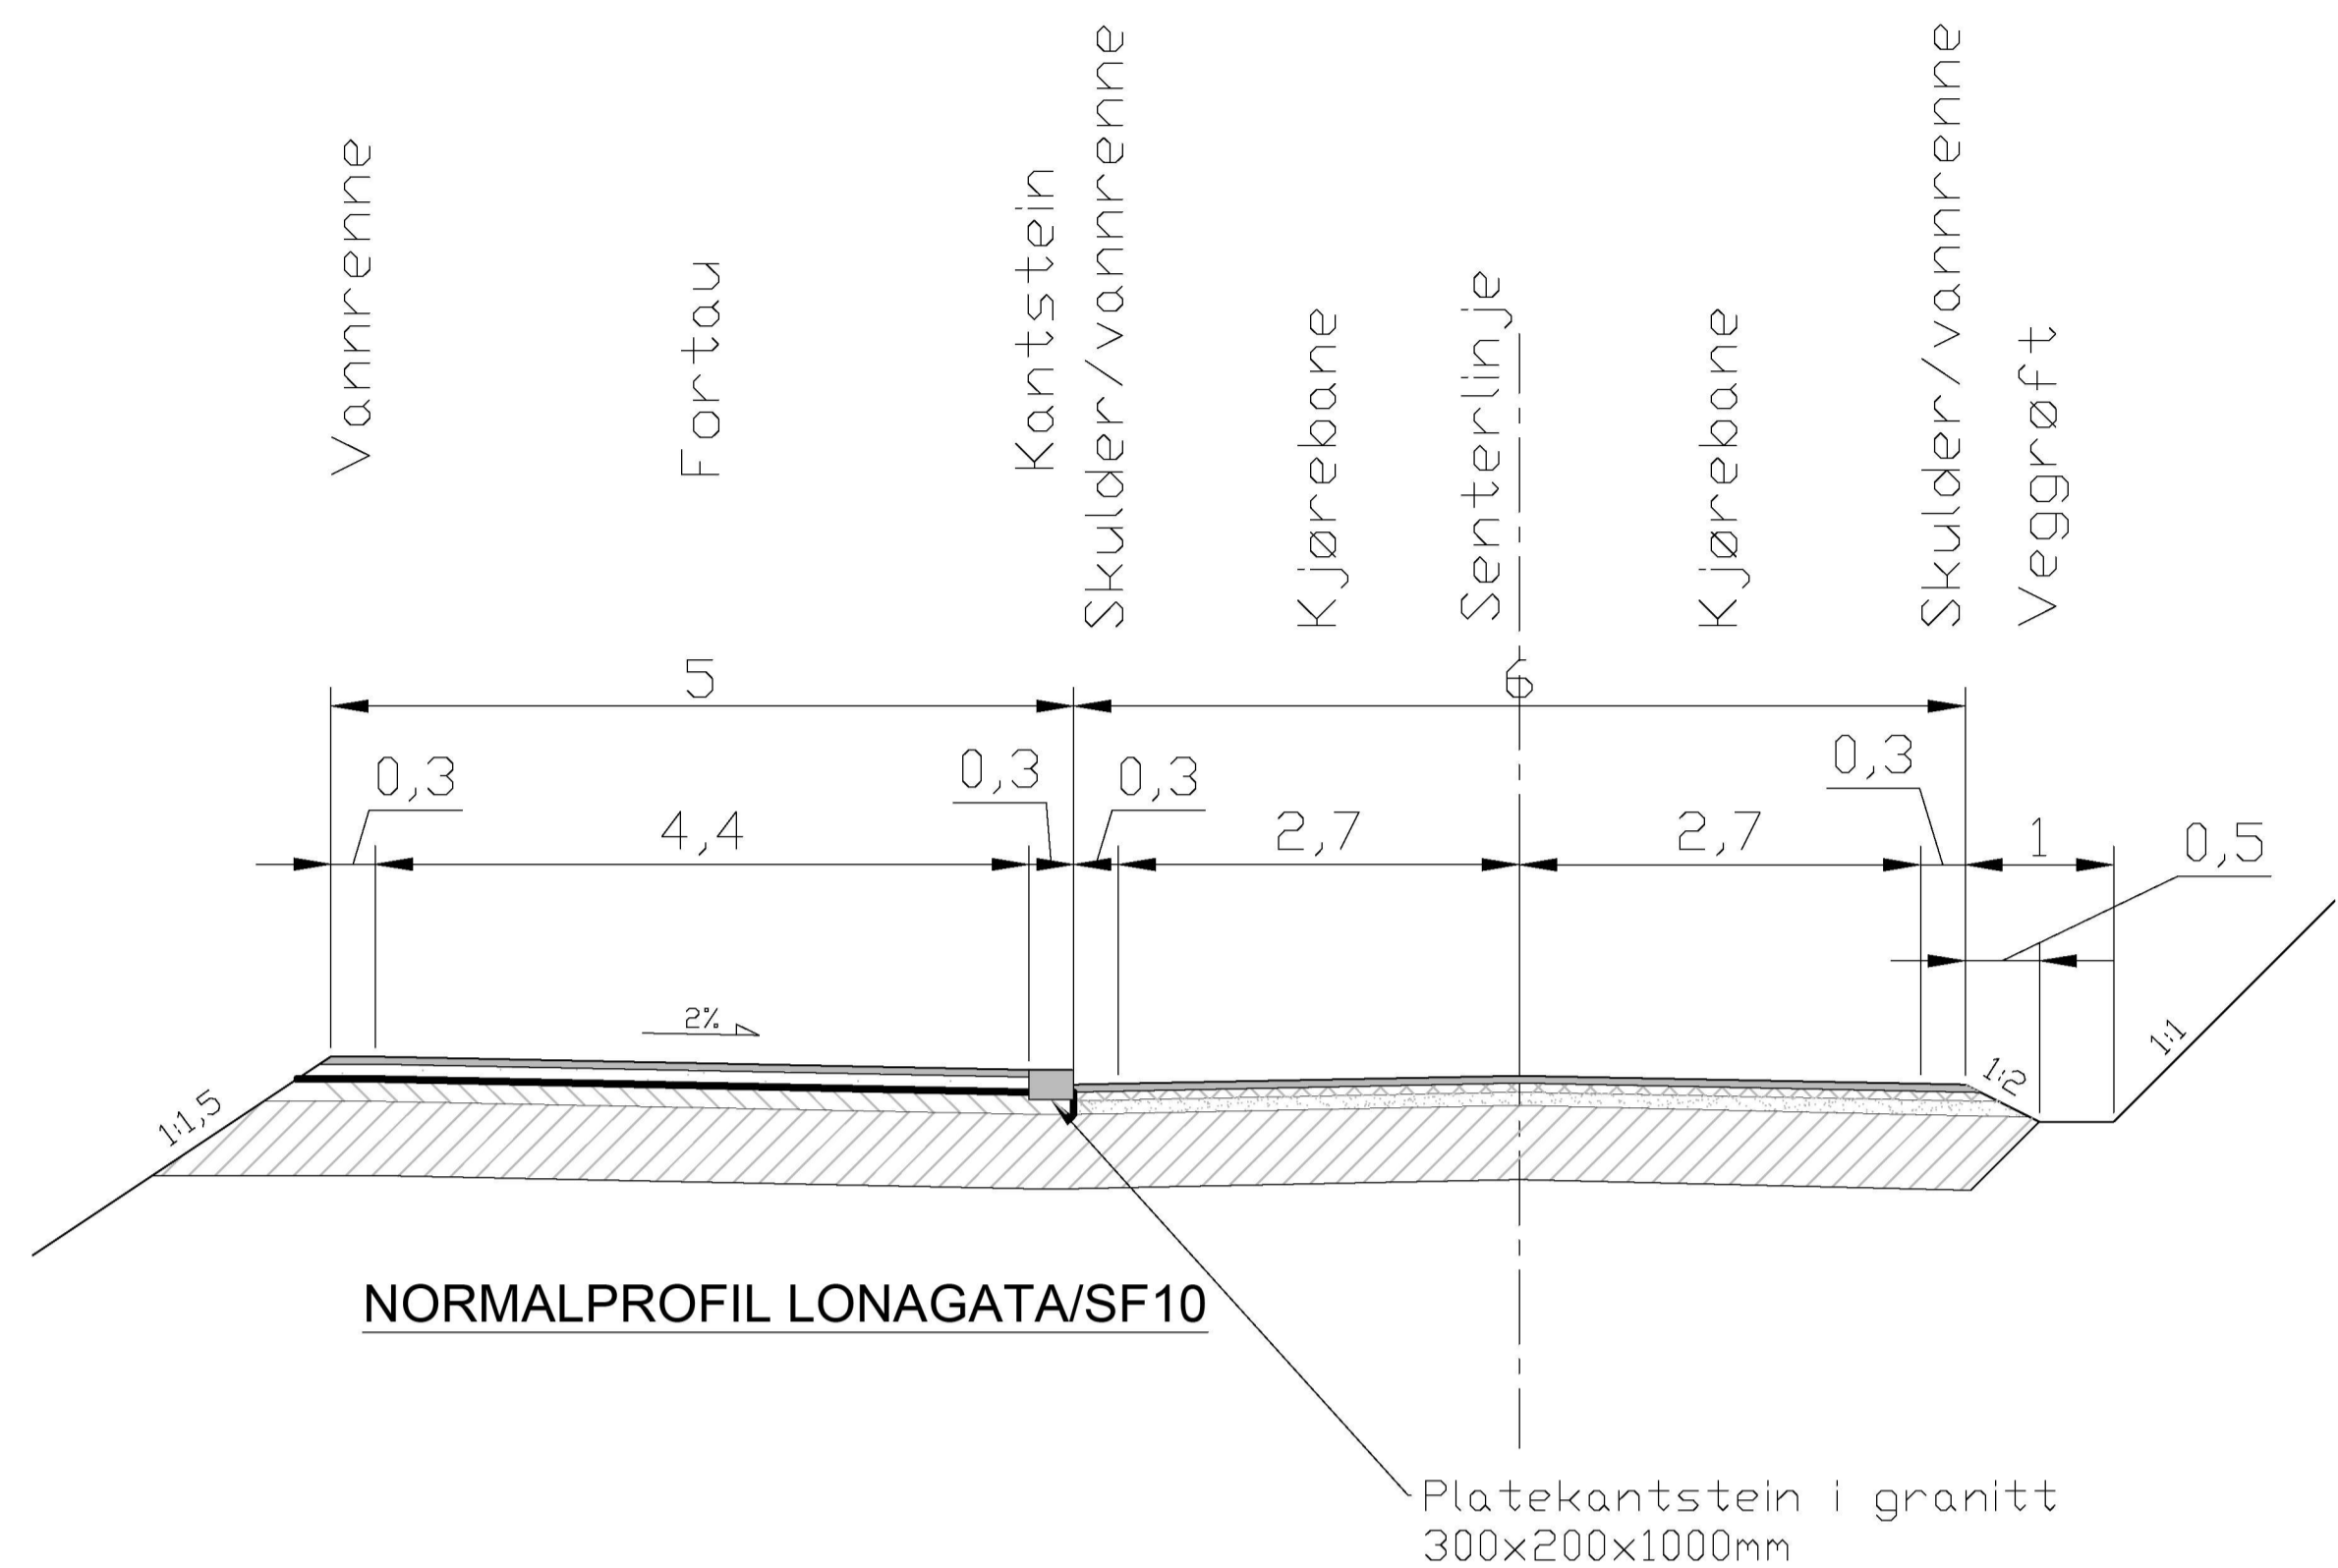 Vannrenne
Fortau
Kantstein
Skulder/vannrenne
Kjørebane
Senterlinje
Kjørebane
Skulder/vannrenne
Veggrøft
5
6
0,3
0,3
0,3
0,3
4,4
2,7
2,7
1
0,5
2%
1:1
1:2
1:1,5
NORMALPROFIL LONAGATA/SF10
Platekantstein i granitt
300x200x1000mm